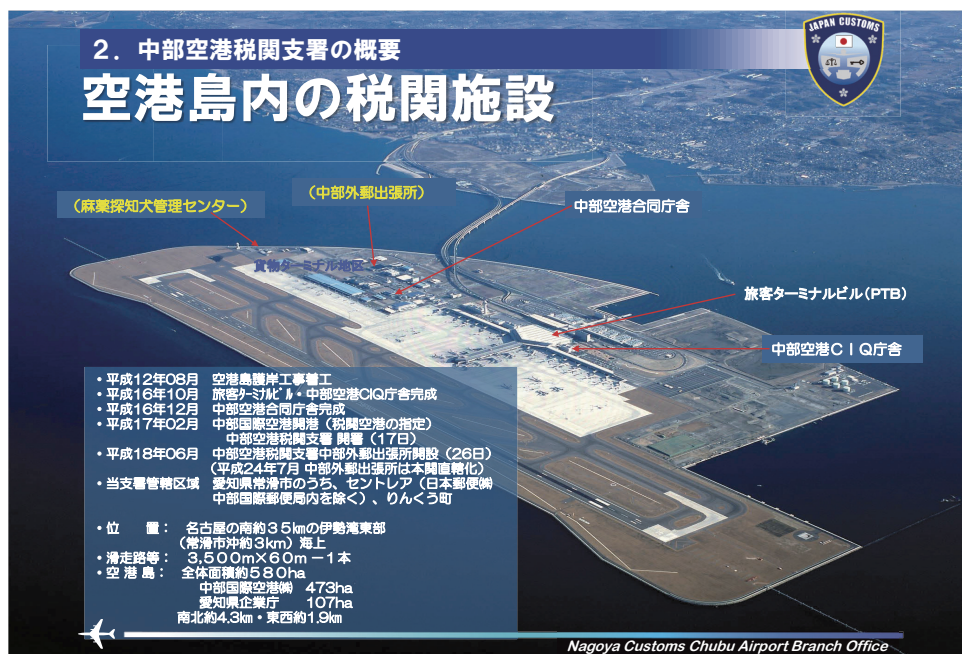 JAPAN CUSTOMS
２．中部空港税関支署の概要
空港島内の税関施設
（中部外郵出張所）
（麻薬探知犬管理センター）
中部空港合同庁舎
貨物ターミナル地区
旅客ターミナルビル（PTB）
中部空港ＣＩＱ庁舎
・平成12年08月　空港島護岸工事着工
・平成16年10月　旅客ﾀｰﾐﾅﾙﾋﾞﾙ・中部空港CIQ庁舎完成
・平成16年12月　中部空港合同庁舎完成
・平成17年02月　中部国際空港開港（税関空港の指定）
中部空港税関支署 開署（17日）
・平成18年06月　中部空港税関支署中部外郵出張所開設（26日）
（平成24年7月 中部外郵出張所は本関直轄化）
・当支署管轄区域　愛知県常滑市のうち、セントレア（日本郵便㈱
中部国際郵便局内を除く）、りんくう町
・位　　置：　名古屋の南約３５㎞の伊勢湾東部
（常滑市沖約３km）海上
・滑走路等：　３,５００ｍ×６０ｍ－１本
・空 港 島：　全体面積約５８０ha
中部国際空港㈱　473ha
愛知県企業庁　107ha
南北約4.3㎞・東西約1.9㎞
Nagoya Customs Chubu Airport Branch Office